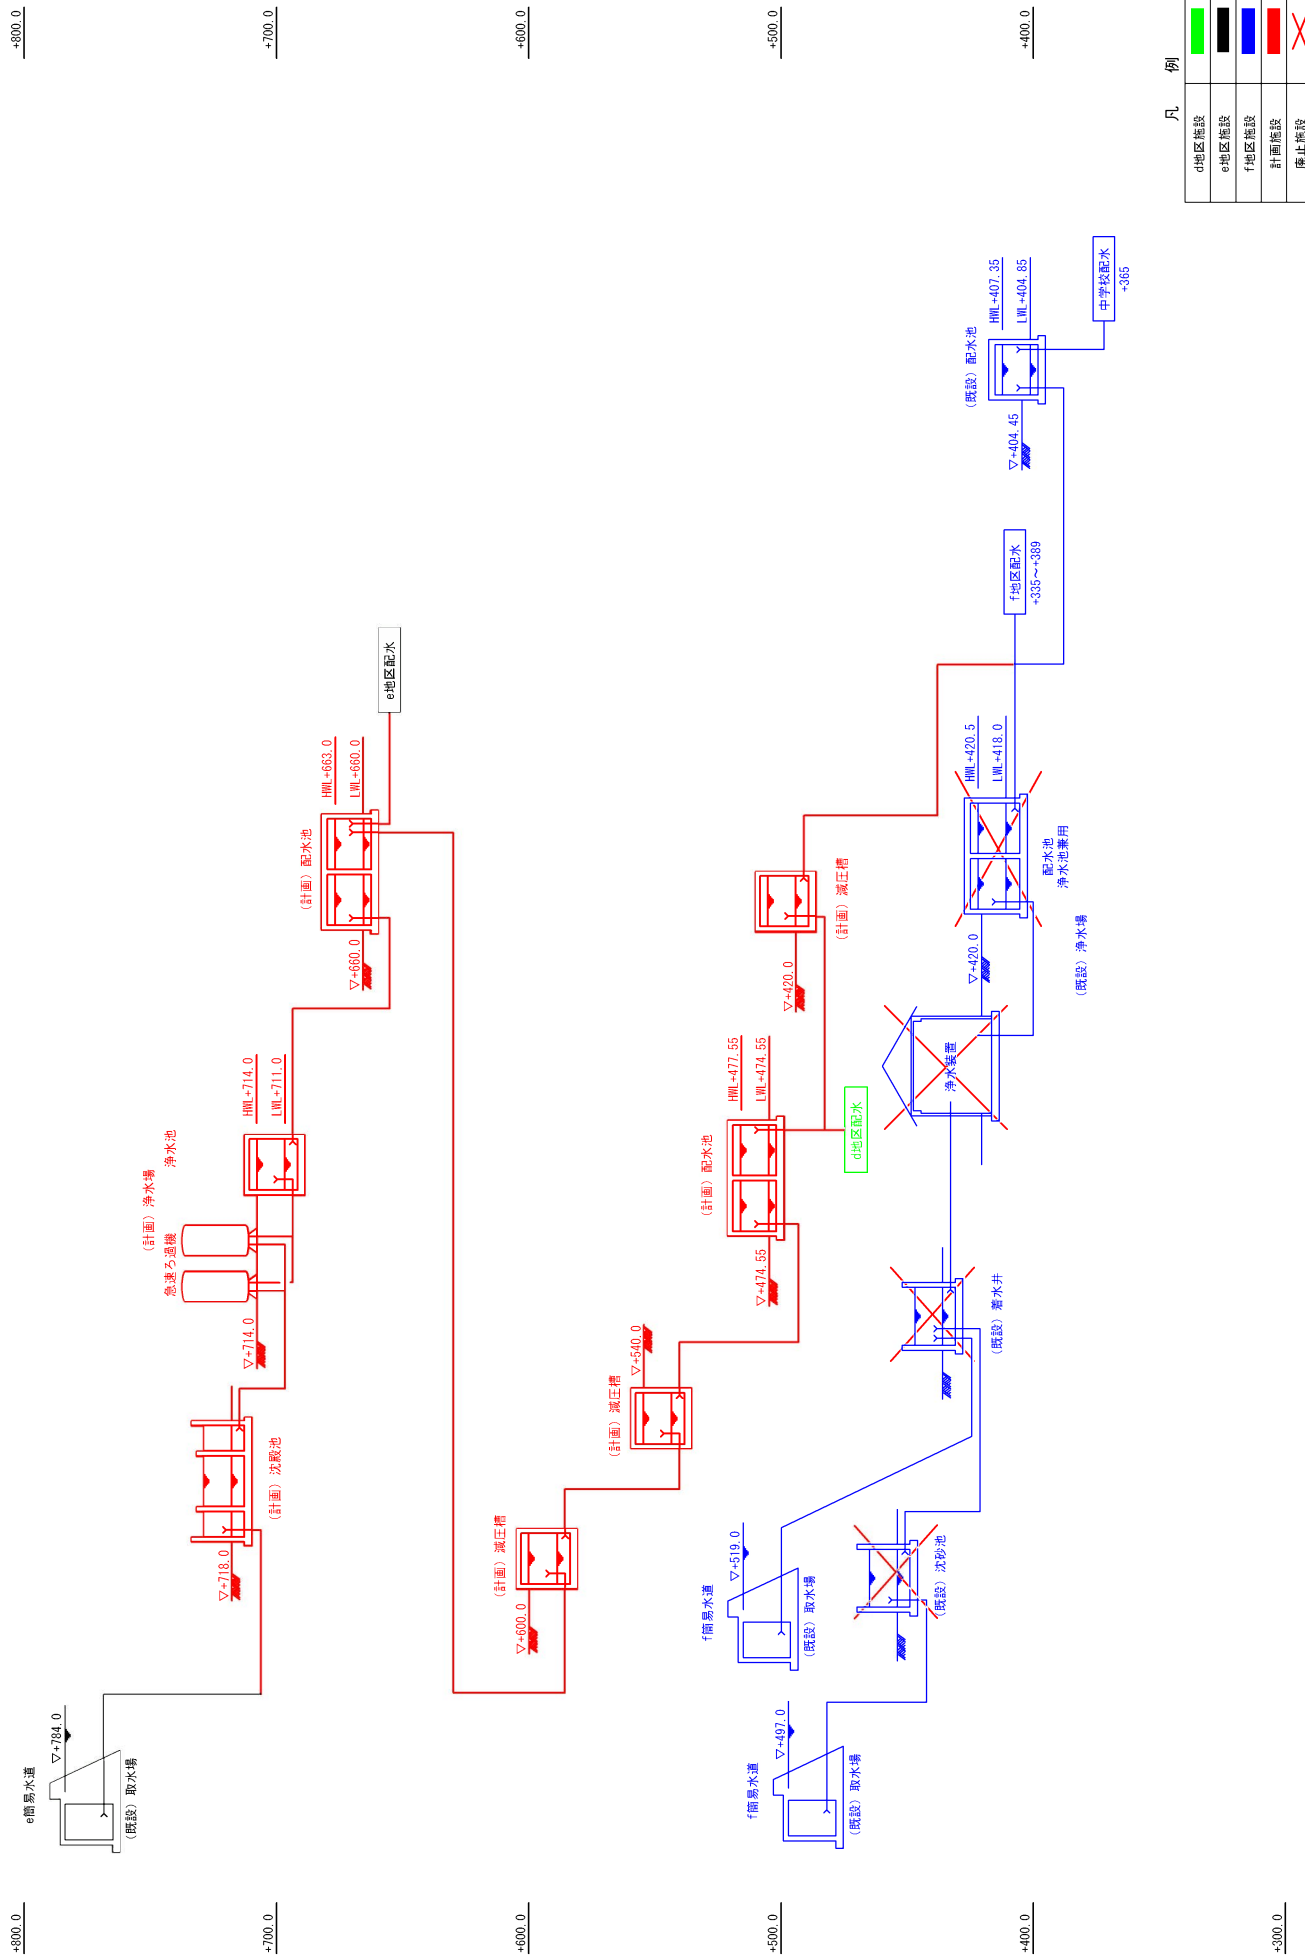 +800.0
+700.0
+600.0
+500.0
+400.0
+300.0
+800.0
+700.0
+600.0
+500.0
+400.0
e簡易水道
▽+784.0
(既設) 取水場
(計画) 沈殿池
▽+718.0
(計画) 浄水場
急速ろ過機
浄水池
▽+714.0
HWL+714.0
LWL+711.0
(計画) 配水池
▽+660.0
HWL+663.0
LWL+660.0
e地区配水
(計画) 減圧槽
▽+600.0
(計画) 減圧槽
▽+540.0
(計画) 配水池
▽+474.55
HWL+477.55
LWL+474.55
d地区配水
(計画) 減圧槽
▽+420.0
f簡易水道
▽+519.0
(既設) 取水場
f簡易水道
▽+497.0
(既設) 取水場
(既設) 沈砂池
(既設) 着水井
浄水装置
▽+420.0
HWL+420.5
LWL+418.0
配水池
浄水池兼用
(既設) 浄水場
f地区配水
+335～+389
(既設) 配水池
▽+404.45
HWL+407.35
LWL+404.85
中学校配水
+365
凡 例
d地区施設
e地区施設
f地区施設
計画施設
廃止施設